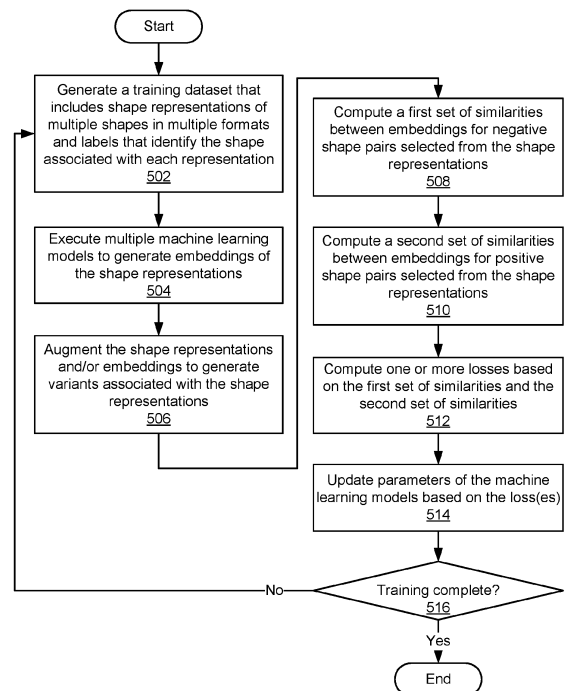 Start
Generate a training dataset that
includes shape representations of
multiple shapes in multiple formats
and labels that identify the shape
associated with each representation
502
Execute multiple machine learning
models to generate embeddings of
the shape representations
504
Augment the shape representations
and/or embeddings to generate
variants associated with the shape
representations
506
Compute a first set of similarities
between embeddings for negative
shape pairs selected from the shape
representations
508
Compute a second set of similarities
between embeddings for positive
shape pairs selected from the shape
representations
510
Compute one or more losses based
on the first set of similarities and the
second set of similarities
512
Update parameters of the machine
learning models based on the loss(es)
514
Training complete?
516
No
Yes
End